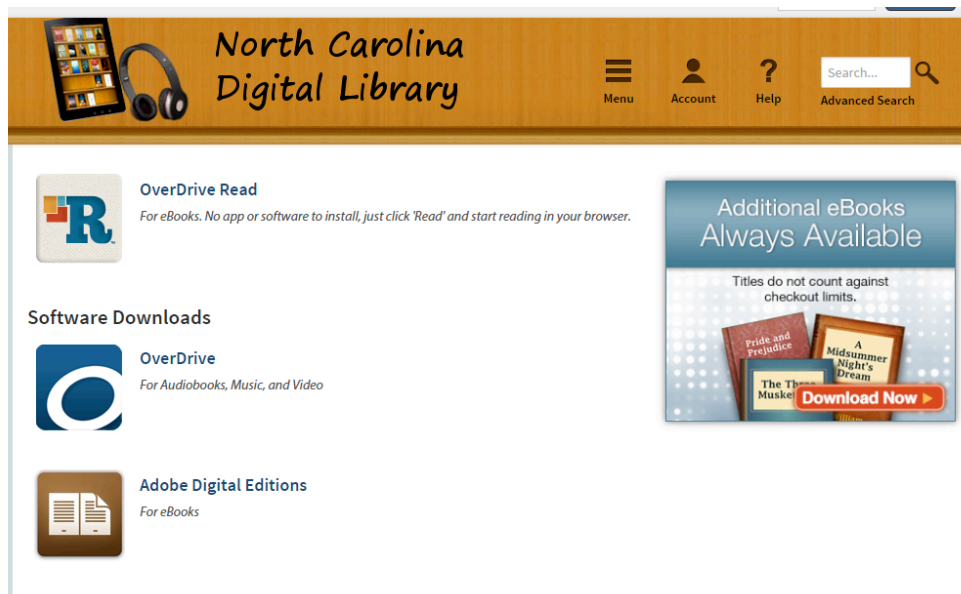 North Carolina
Digital Library
Menu
Account
?
Help
Search...
Advanced Search
R
OverDrive Read
For eBooks. No app or software to install, just click 'Read' and start reading in your browser.
Additional eBooks
Always Available
Titles do not count against
checkout limits.
Pride and
Prejudice
A
Midsummer
Night's
Dream
The
Download Now
Software Downloads
OverDrive
For Audiobooks, Music, and Video
Adobe Digital Editions
For eBooks